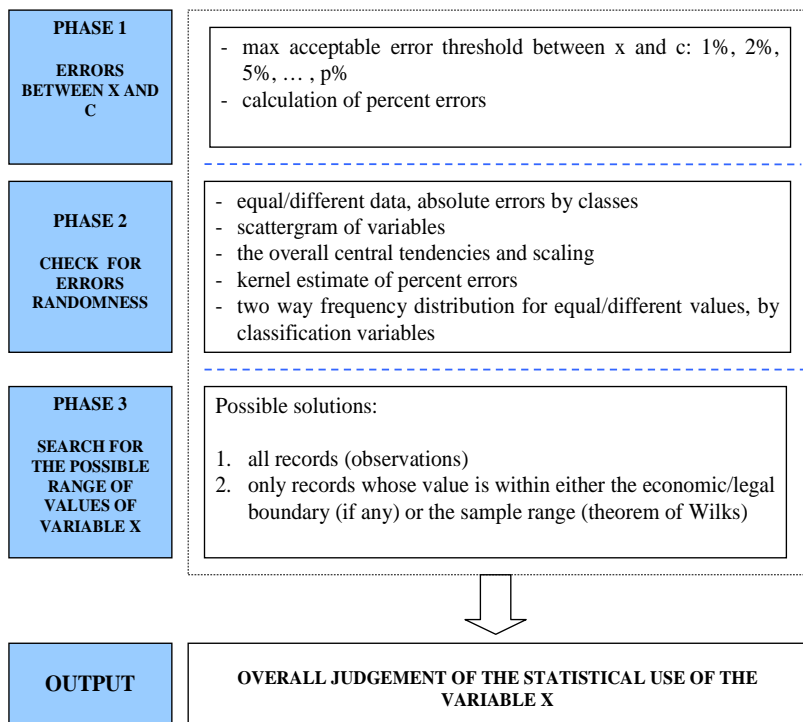 PHASE 1
ERRORS
BETWEEN X AND
C
- max acceptable error threshold between x and c: 1%, 2%,
5%, … , p%
- calculation of percent errors
PHASE 2
CHECK FOR
ERRORS
RANDOMNESS
- equal/different data, absolute errors by classes
- scattergram of variables
- the overall central tendencies and scaling
- kernel estimate of percent errors
- two way frequency distribution for equal/different values, by
classification variables
PHASE 3
SEARCH FOR
THE POSSIBLE
RANGE OF
VALUES OF
VARIABLE X
Possible solutions:
1. all records (observations)
2. only records whose value is within either the economic/legal
boundary (if any) or the sample range (theorem of Wilks)
OUTPUT
OVERALL JUDGEMENT OF THE STATISTICAL USE OF THE
VARIABLE X